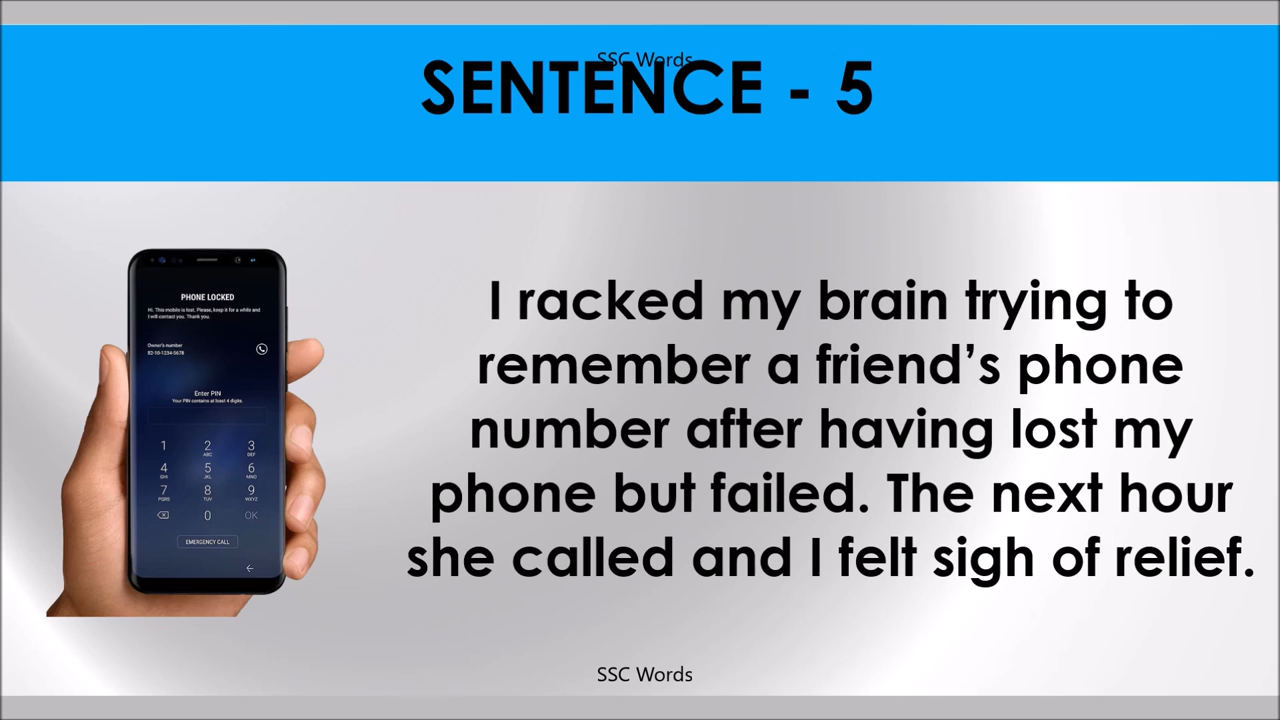 SSC Words
SENTENCE - 5
PHONE LOCKED
Hi. This mobile is lost. Please, keep it for a while and
I will contact you. Thank you.
Owner's number
82-10-1234-5678
Enter PIN
Your PIN contains at least 4 digits.
1 2 3
ABC DEF
4 5 6
GHI JKL MNO
7 8 9
PQRS TUV WXYZ
0 OK
EMERGENCY CALL
I racked my brain trying to
remember a friend’s phone
number after having lost my
phone but failed. The next hour
she called and I felt sigh of relief.
SSC Words